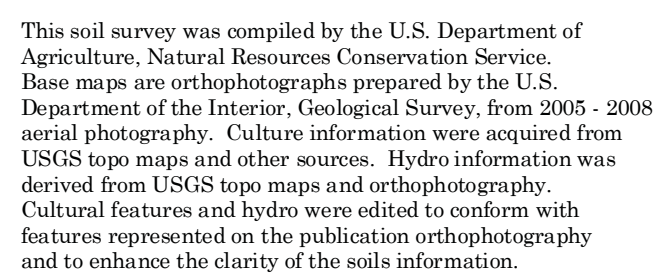 This soil survey was compiled by the U.S. Department of
Agriculture, Natural Resources Conservation Service.
Base maps are orthophotographs prepared by the U.S.
Department of the Interior, Geological Survey, from 2005 - 2008
aerial photography.  Culture information were acquired from
USGS topo maps and other sources.  Hydro information was
derived from USGS topo maps and orthophotography.
Cultural features and hydro were edited to conform with
features represented on the publication orthophotography
and to enhance the clarity of the soils information.